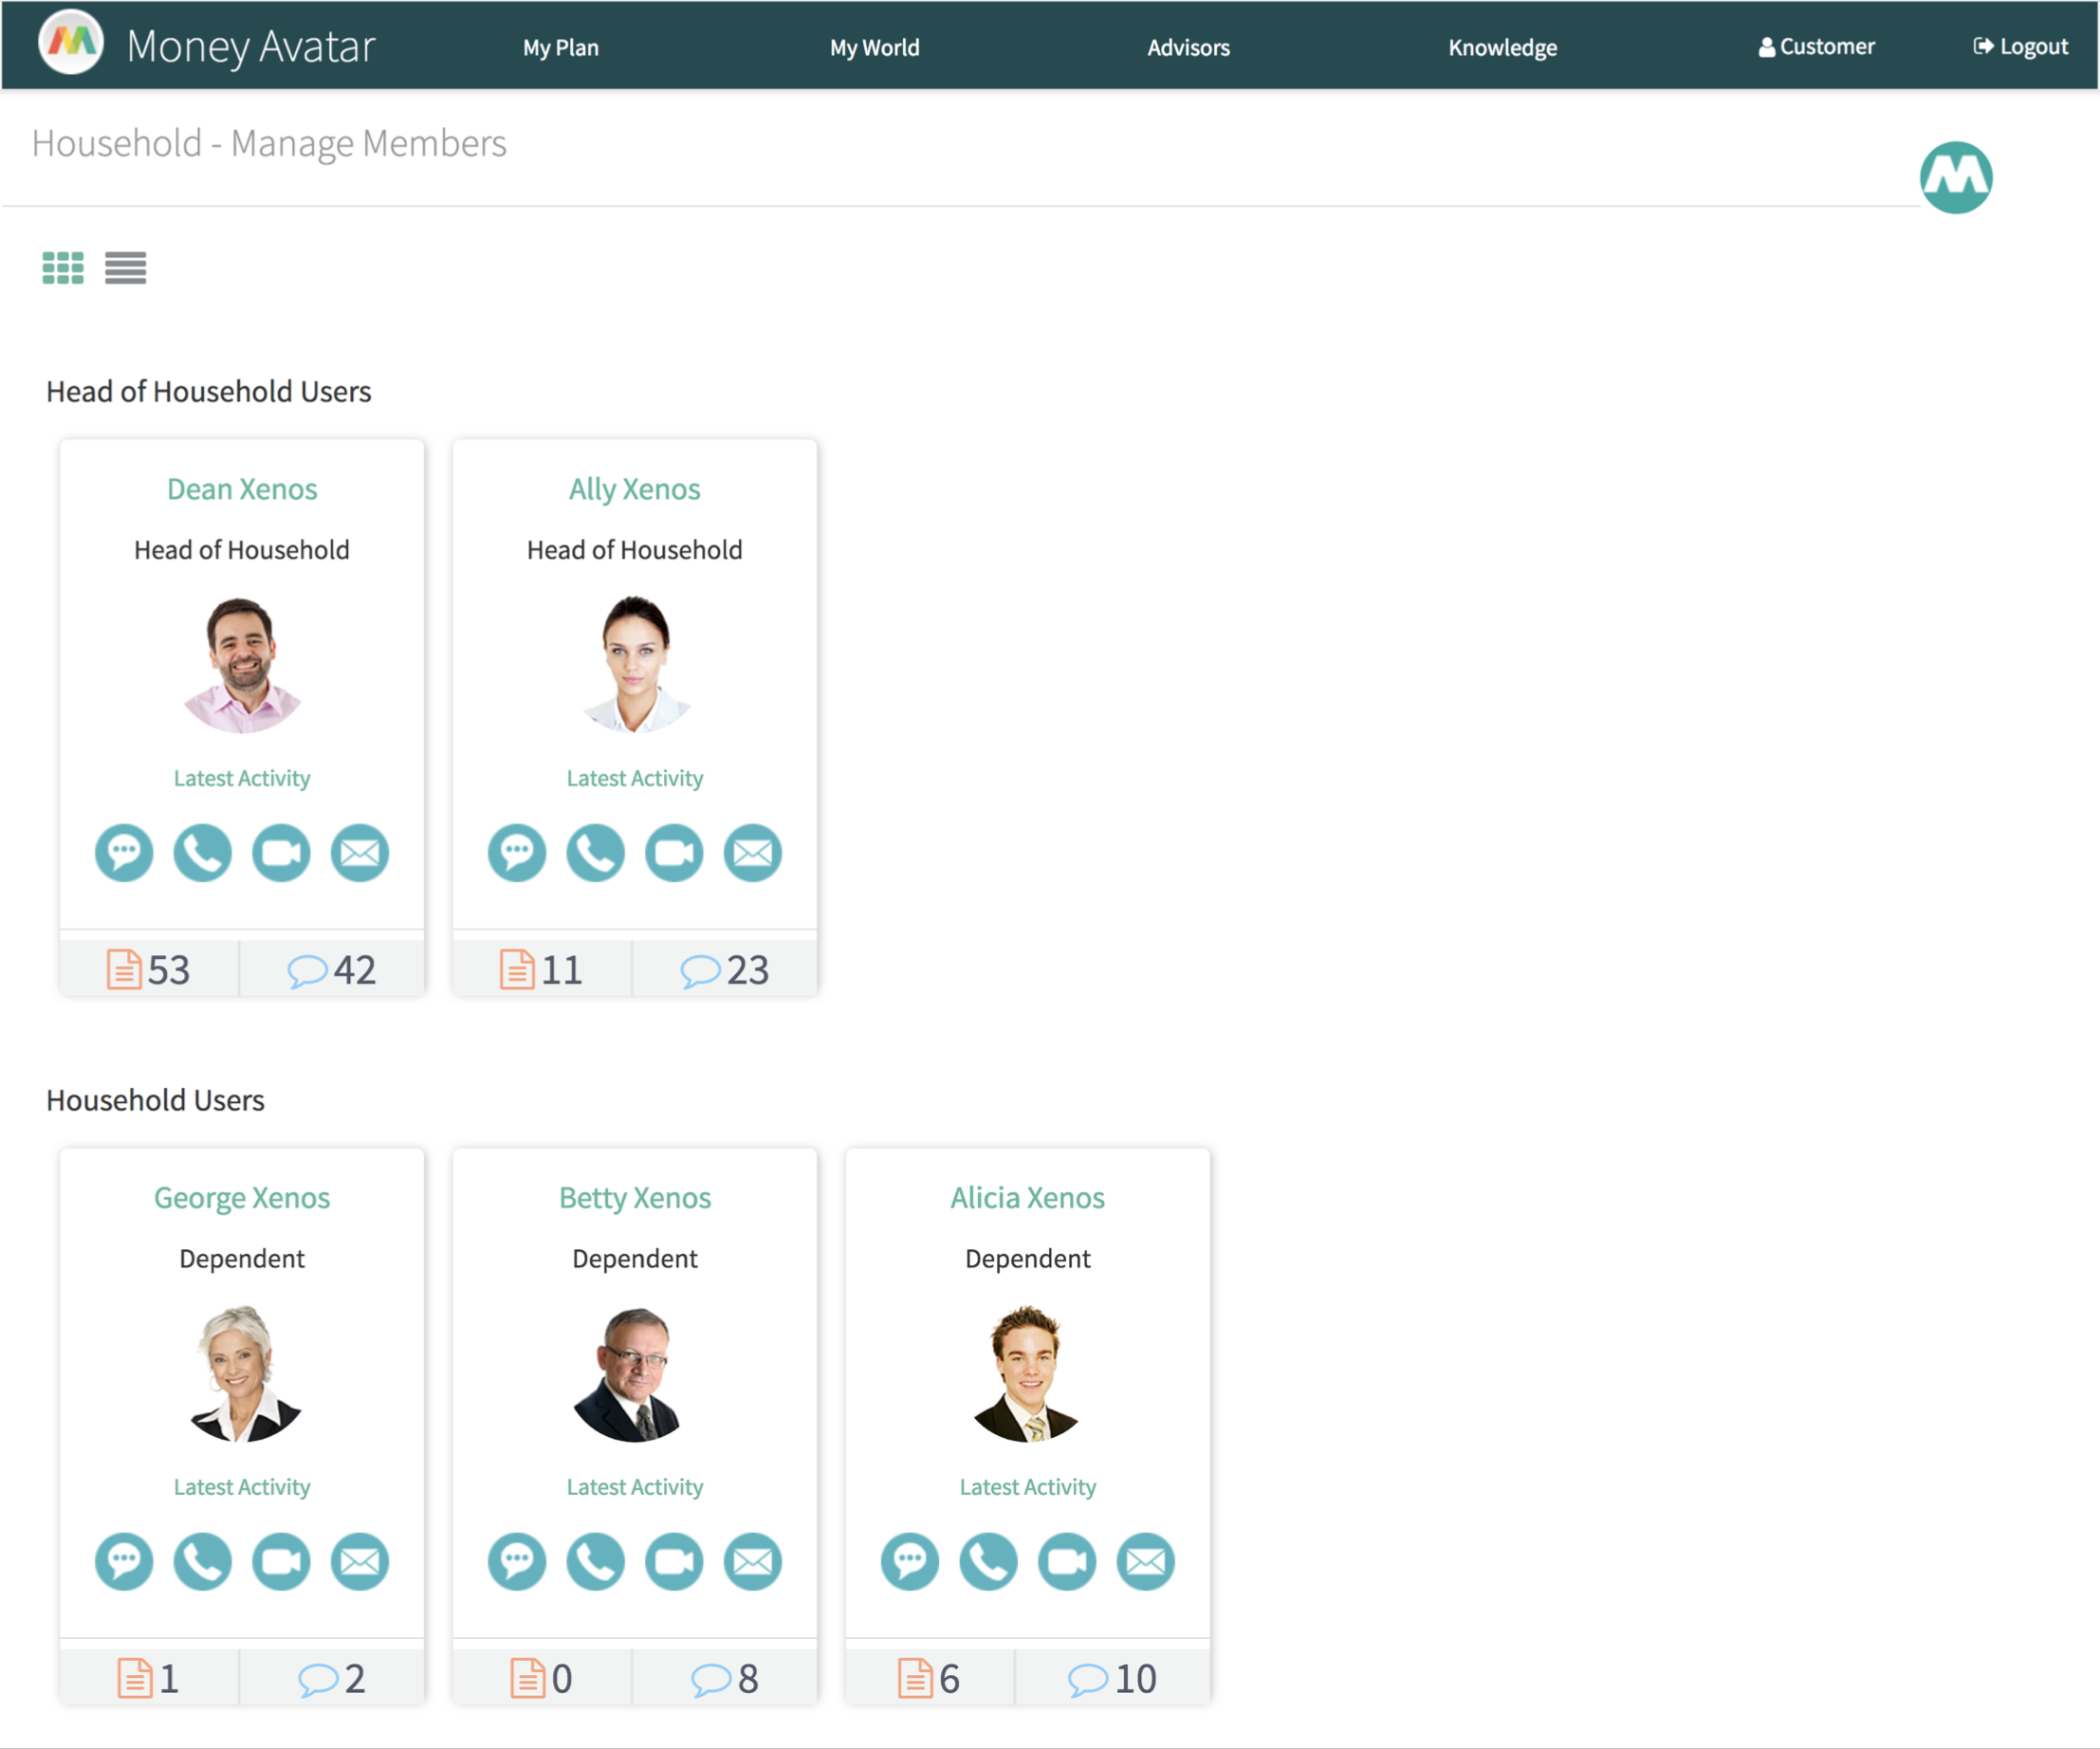 Money Avatar My Plan My World Advisors Knowledge Customer Logout
Household - Manage Members
Head of Household Users
Dean Xenos
Head of Household
Latest Activity
53 42
Ally Xenos
Head of Household
Latest Activity
11 23
Household Users
George Xenos
Dependent
Latest Activity
1 2
Betty Xenos
Dependent
Latest Activity
0 8
Alicia Xenos
Dependent
Latest Activity
6 10